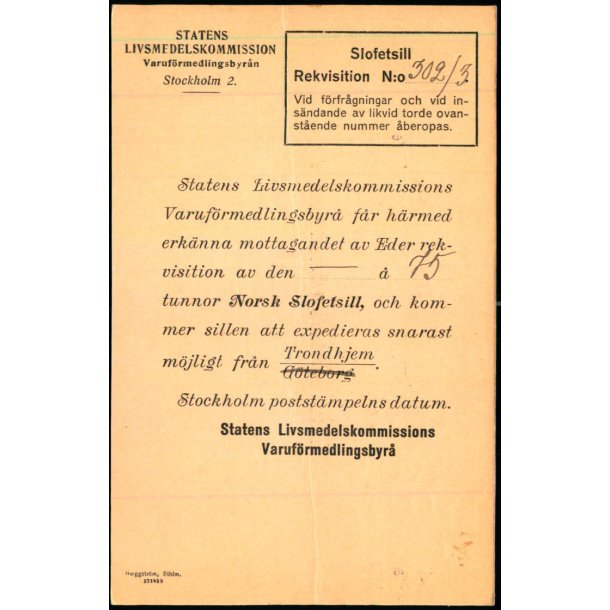 STATENS
LIVSMEDELSKOMMISSION
Varuförmedlingsbyrån
Stockholm 2.
Slofetsill
Rekvisition N:o 302/3
Vid förfrågningar och vid in-
sändande av likvid torde ovan-
stående nummer åberopas.
Statens Livsmedelskommissions
Varuförmedlingsbyrå får härmed
erkänna mottagandet av Eder rek-
visition av den — à 75
tunnor Norsk Slofetsill, och kom-
mer sillen att expedieras snarast
möjligt från Trondhjem
Göteborg.
Stockholm poststämpelns datum.
Statens Livsmedelskommissions
Varuförmedlingsbyrå
Sthlm.